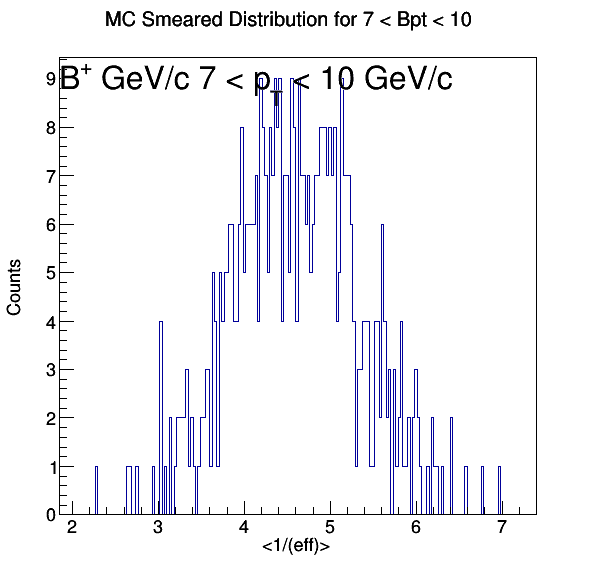 MC Smeared Distribution for 7 < Bpt < 10
B+ GeV/c 7 < pT < 10 GeV/c
Counts
9
8
7
6
5
4
3
2
1
0
2 3 4 5 6 7
<1/(eff)>